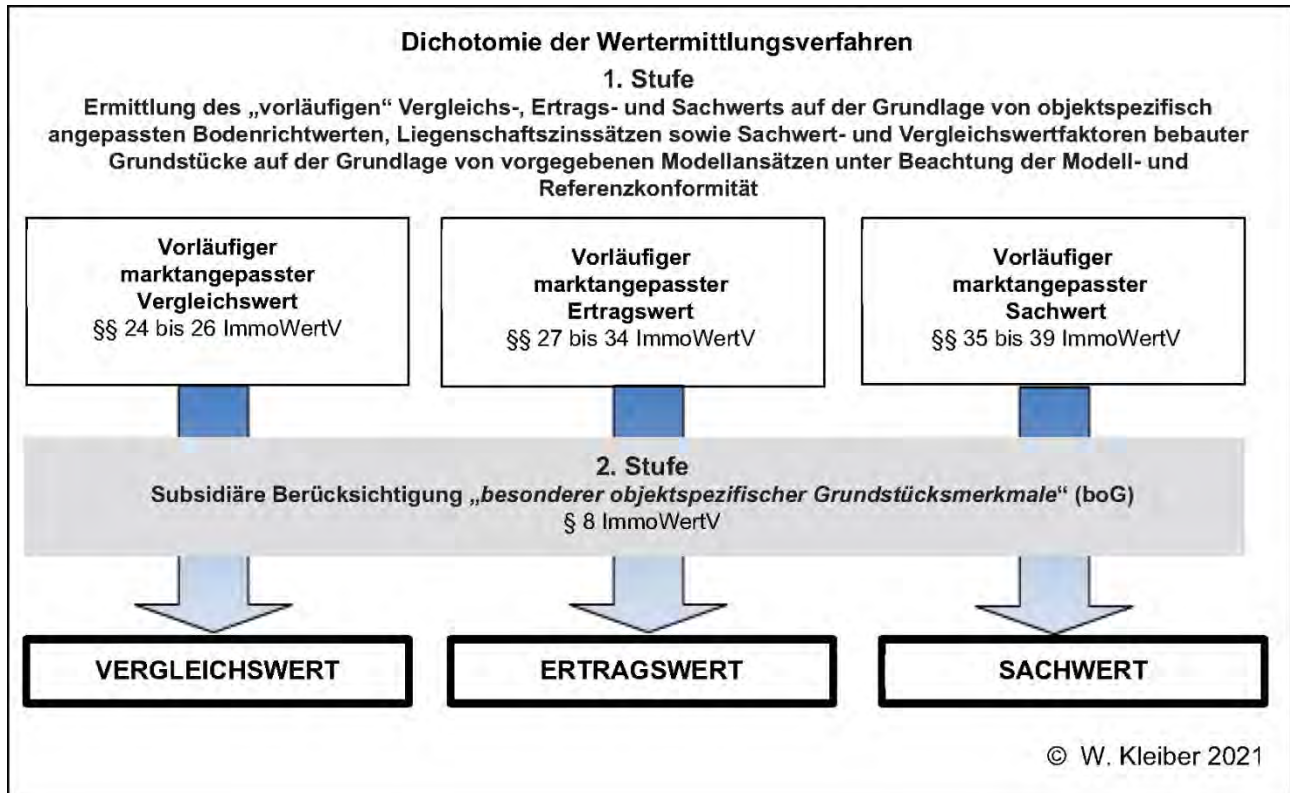 Dichotomie der Wertermittlungsverfahren
1. Stufe
Ermittlung des „vorläufigen“ Vergleichs-, Ertrags- und Sachwerts auf der Grundlage von objektspezifisch
angepassten Bodenrichtwerten, Liegenschaftszinssätzen sowie Sachwert- und Vergleichswertfaktoren bebauter
Grundstücke auf der Grundlage von vorgegebenen Modellansätzen unter Beachtung der Modell- und
Referenzkonformität
Vorläufiger
marktangepasster
Vergleichswert
§§ 24 bis 26 ImmoWertV
Vorläufiger
marktangepasster
Ertragswert
§§ 27 bis 34 ImmoWertV
Vorläufiger
marktangepasster
Sachwert
§§ 35 bis 39 ImmoWertV
2. Stufe
Subsidiäre Berücksichtigung „besonderer objektspezifischer Grundstücksmerkmale“ (boG)
§ 8 ImmoWertV
VERGLEICHSWERT
ERTRAGSWERT
SACHWERT
© W. Kleiber 2021